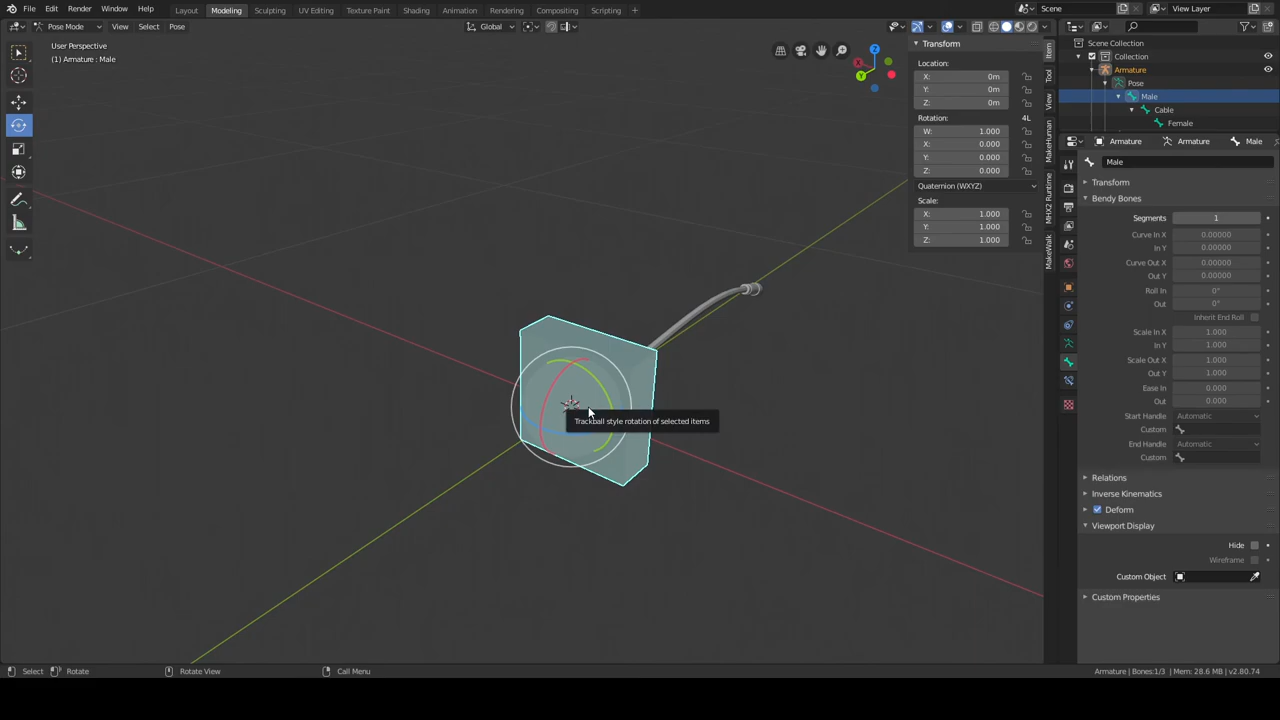 File Edit Render Window Help Layout Modeling Sculpting UV Editing Texture Paint Shading Animation Rendering Compositing Scripting + Scene View Layer
Pose Mode View Select Pose Global
User Perspective
(1) Armature : Male
Transform
Location:
X: 0m
Y: 0m
Z: 0m
Rotation: 4L
W: 1.000
X: 0.000
Y: 0.000
Z: 0.000
Quaternion (WXYZ)
Scale:
X: 1.000
Y: 1.000
Z: 1.000
Item
Tool
View
MakeHuman
MHX2 Runtime
MakeWalk
Z
X
Y
Trackball style rotation of selected items
Scene Collection
Collection
Armature
Pose
Male
Cable
Female
Armature Armature Male
Male
Transform
Bendy Bones
Segments 1
Curve In X 0.00000
In Y 0.00000
Curve Out X 0.00000
Out Y 0.00000
Roll In 0°
Out 0°
Inherit End Roll
Scale In X 1.000
In Y 1.000
Scale Out X 1.000
Out Y 1.000
Ease In 0.000
Out 0.000
Start Handle Automatic
Custom
End Handle Automatic
Custom
Relations
Inverse Kinematics
Deform
Viewport Display
Hide
Wireframe
Custom Object
Custom Properties
Select Rotate Rotate View Call Menu Armature | Bones:1/3 | Mem: 28.6 MB | v2.80.74